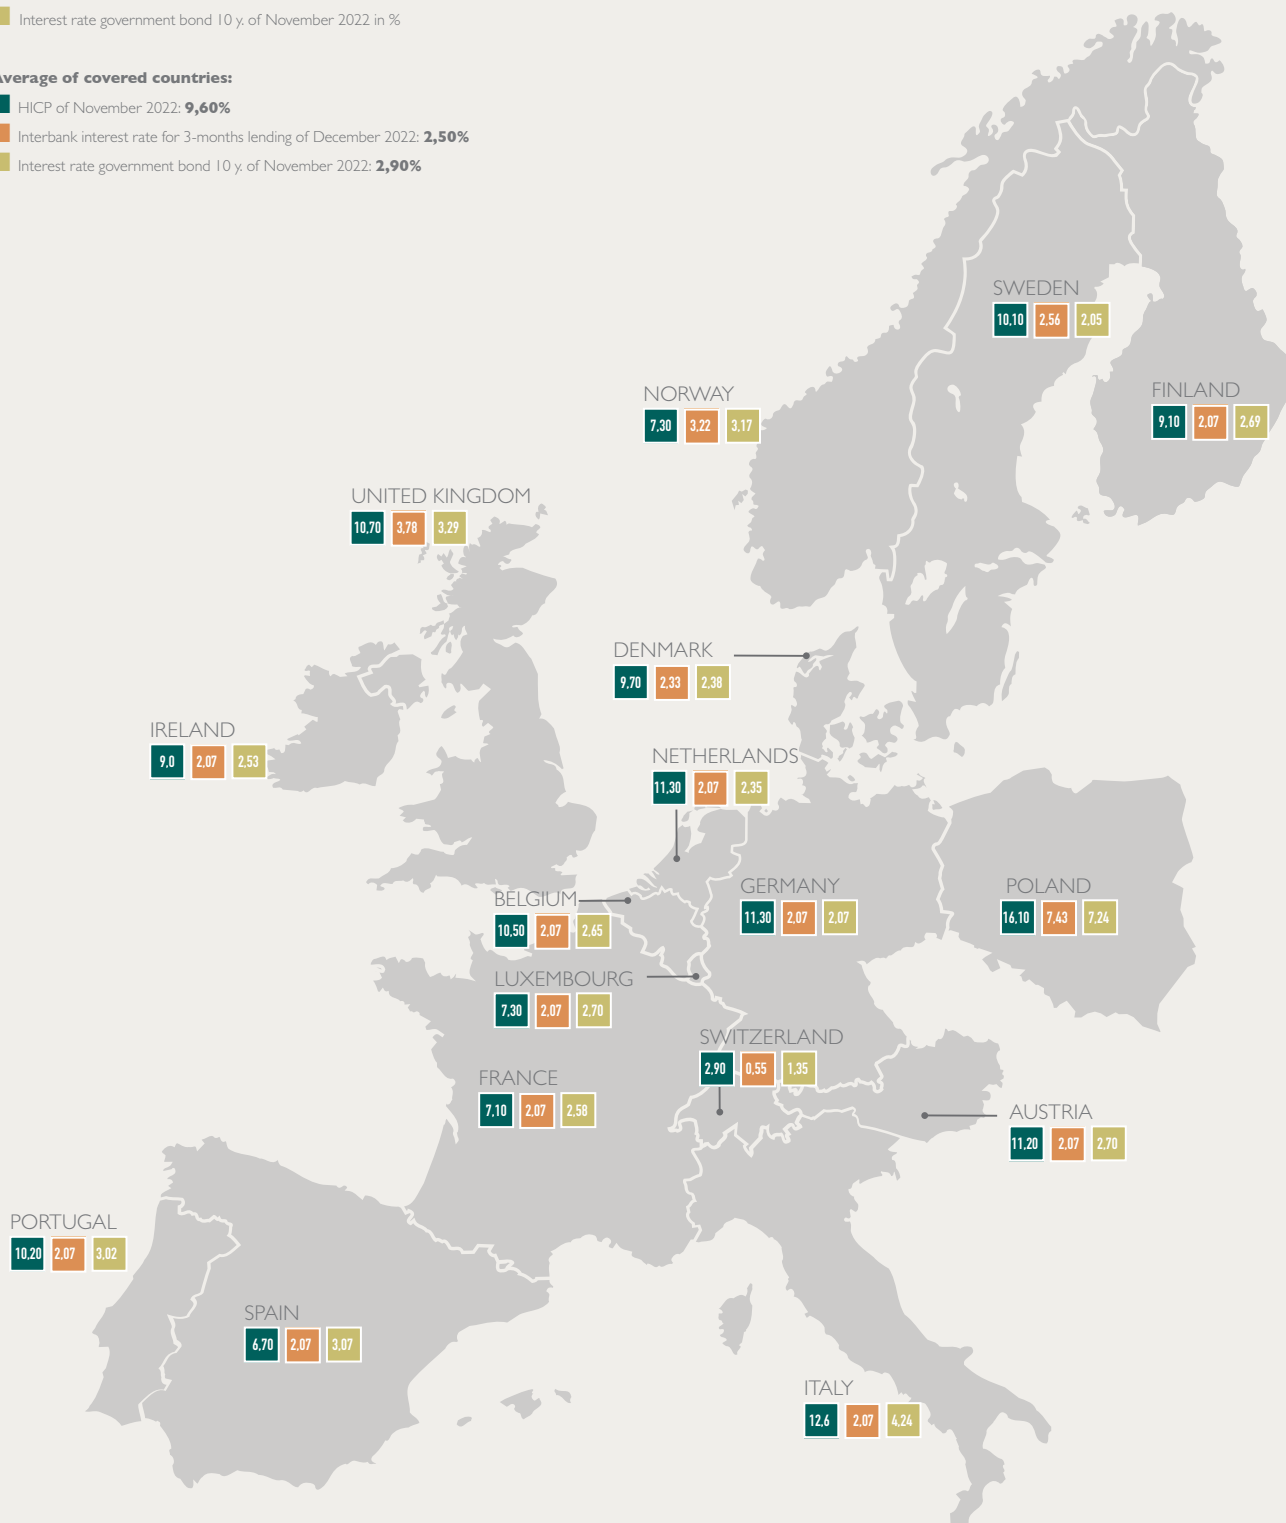 Interest rate government bond 10 y. of November 2022 in %
Average of covered countries:
HICP of November 2022: 9,60%
Interbank interest rate for 3-months lending of December 2022: 2,50%
Interest rate government bond 10 y. of November 2022: 2,90%
SWEDEN
10,10 2,56 2,05
NORWAY
7,30 3,22 3,17
FINLAND
9,10 2,07 2,69
UNITED KINGDOM
10,70 3,78 3,29
DENMARK
9,70 2,33 2,38
IRELAND
9,0 2,07 2,53
NETHERLANDS
11,30 2,07 2,35
BELGIUM
10,50 2,07 2,65
GERMANY
11,30 2,07 2,07
POLAND
16,10 7,43 7,24
LUXEMBOURG
7,30 2,07 2,70
SWITZERLAND
2,90 0,55 1,35
FRANCE
7,10 2,07 2,58
AUSTRIA
11,20 2,07 2,70
PORTUGAL
10,20 2,07 3,02
SPAIN
6,70 2,07 3,07
ITALY
12,6 2,07 4,24